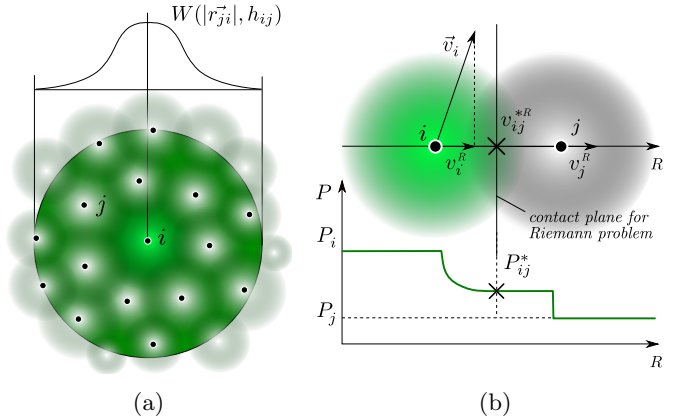 W(|r⃗_ji|, h_ij)
j
i
(a)
v⃗_i
v_ij^*R
i
j
v_i^R
v_j^R
R
P
contact plane for
Riemann problem
P_i
P_ij^*
P_j
R
(b)